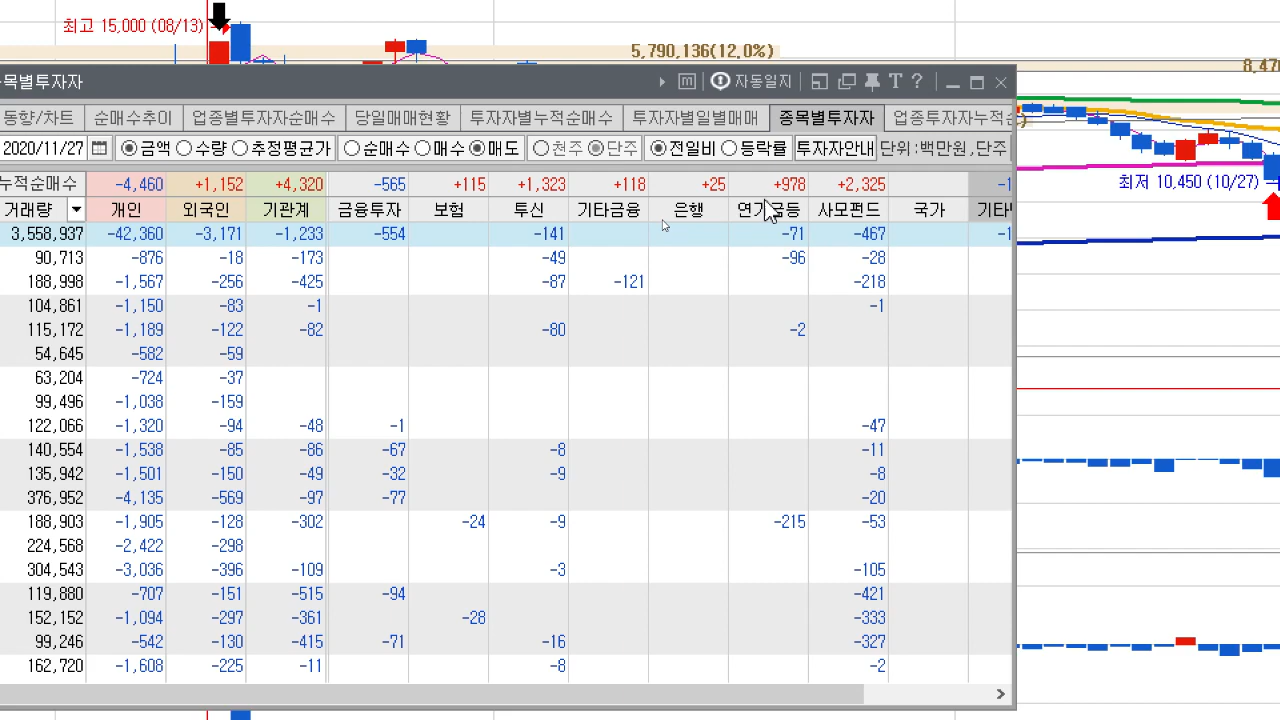 최고 15,000 (08/13)
5,790,136(12.0%)
8,47
목별투자자
자동일지
T ?
동향/차트 순매수추이 업종별투자자순매수 당일매매현황 투자자별누적순매수 투자자별일별매매 종목별투자자 업종투자자누적순
2020/11/27 금액 수량 추정평균가 순매수 매수 매도 천주 단주 전일비 등락률 투자자안내 단위:백만원,단주
최저 10,450 (10/27)
누적순매수 -4,460 +1,152 +4,320 -565 +115 +1,323 +118 +25 +978 +2,325 -1
거래량 개인 외국인 기관계 금융투자 보험 투신 기타금융 은행 연기금등 사모펀드 국가 기타
3,558,937 -42,360 -3,171 -1,233 -554 -141 -71 -467 -1
90,713 -876 -18 -173 -49 -96 -28
188,998 -1,567 -256 -425 -87 -121 -218
104,861 -1,150 -83 -1 -1
115,172 -1,189 -122 -82 -80 -2
54,645 -582 -59
63,204 -724 -37
99,496 -1,038 -159
122,066 -1,320 -94 -48 -1 -47
140,554 -1,538 -85 -86 -67 -8 -11
135,942 -1,501 -150 -49 -32 -9 -8
376,952 -4,135 -569 -97 -77 -20
188,903 -1,905 -128 -302 -24 -9 -215 -53
224,568 -2,422 -298
304,543 -3,036 -396 -109 -3 -105
119,880 -707 -151 -515 -94 -421
152,152 -1,094 -297 -361 -28 -333
99,246 -542 -130 -415 -71 -16 -327
162,720 -1,608 -225 -11 -8 -2